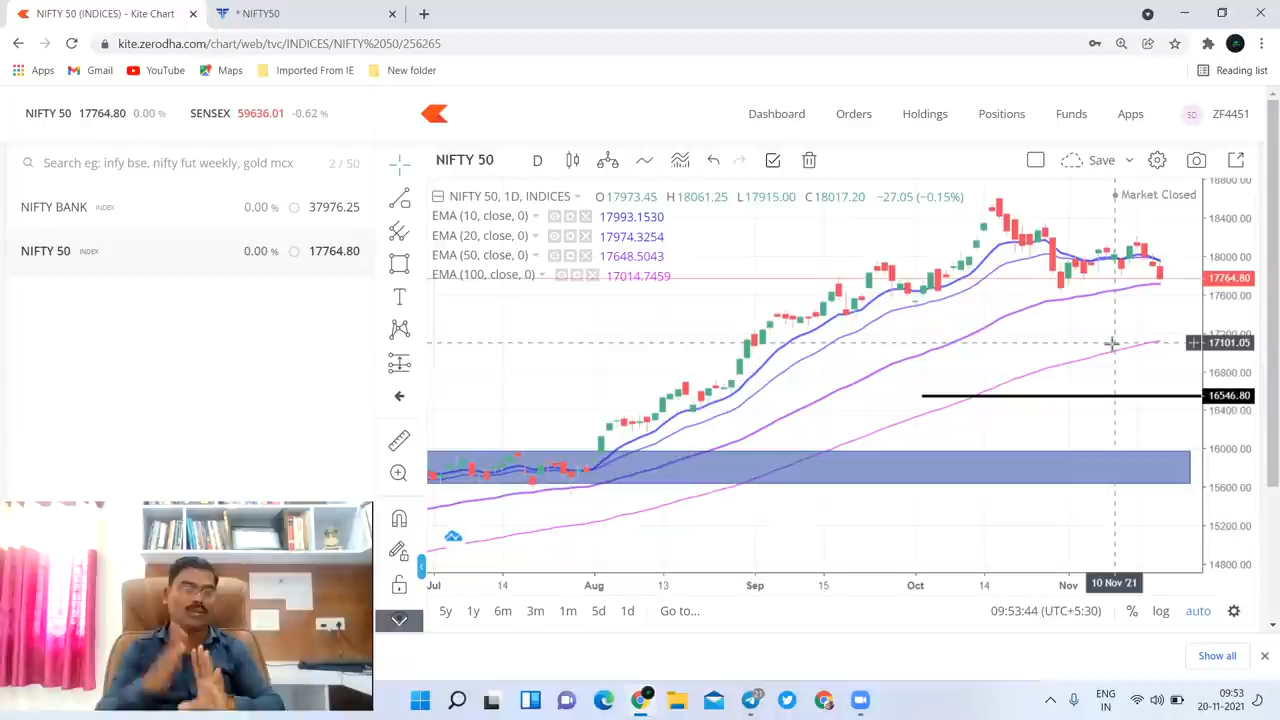 NIFTY 50 (INDICES) - Kite Chart
* NIFTY50
kite.zerodha.com/chart/web/tvc/INDICES/NIFTY%2050/256265
Apps
Gmail
YouTube
Maps
Imported From IE
New folder
Reading list
NIFTY 50 17764.80 0.00 %
SENSEX 59636.01 -0.62 %
Dashboard
Orders
Holdings
Positions
Funds
Apps
SD
ZF4451
Search eg: infy bse, nifty fut weekly, gold mcx
2 / 50
NIFTY BANK INDEX 0.00 % 37976.25
NIFTY 50 INDEX 0.00 % 17764.80
NIFTY 50
D
Save
NIFTY 50, 1D, INDICES
O17973.45 H18061.25 L17915.00 C18017.20 −27.05 (−0.15%)
EMA (10, close, 0) 17993.1530
EMA (20, close, 0) 17974.3254
EMA (50, close, 0) 17648.5043
EMA (100, close, 0) 17014.7459
Market Closed
18800.00
18400.00
18000.00
17764.80
17600.00
17200.00
17101.05
16800.00
16546.80
16400.00
16000.00
15600.00
15200.00
14800.00
Jul
14
Aug
Sep
15
Oct
14
Nov
10 Nov '21
5y
1y
6m
3m
1m
5d
1d
Go to...
09:53:44 (UTC+5:30)
%
log
auto
Show all
21
ENG
IN
09:53
20-11-2021